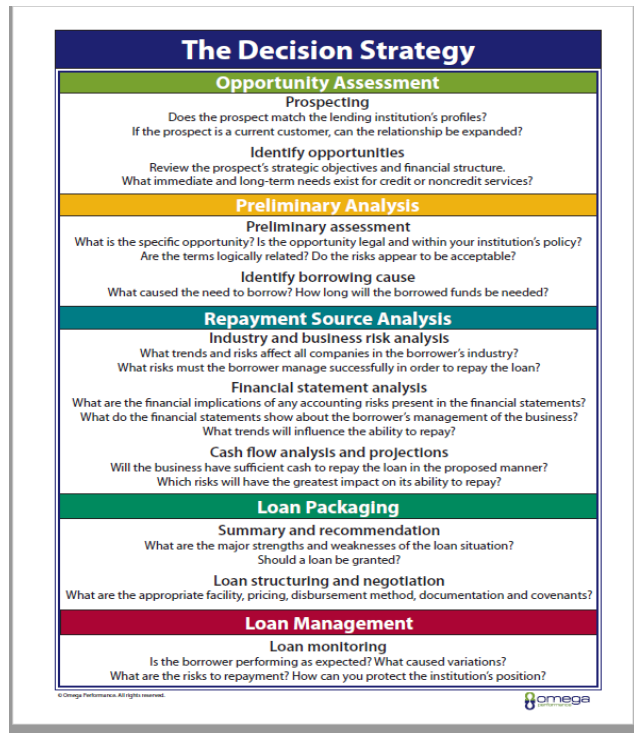 The Decision Strategy
Opportunity Assessment
Prospecting
Does the prospect match the lending institution's profiles?
If the prospect is a current customer, can the relationship be expanded?
Identify opportunities
Review the prospect's strategic objectives and financial structure.
What immediate and long-term needs exist for credit or noncredit services?
Preliminary Analysis
Preliminary assessment
What is the specific opportunity? Is the opportunity legal and within your institution's policy?
Are the terms logically related? Do the risks appear to be acceptable?
Identify borrowing cause
What caused the need to borrow? How long will the borrowed funds be needed?
Repayment Source Analysis
Industry and business risk analysis
What trends and risks affect all companies in the borrower's industry?
What risks must the borrower manage successfully in order to repay the loan?
Financial statement analysis
What are the financial implications of any accounting risks present in the financial statements?
What do the financial statements show about the borrower's management of the business?
What trends will influence the ability to repay?
Cash flow analysis and projections
Will the business have sufficient cash to repay the loan in the proposed manner?
Which risks will have the greatest impact on its ability to repay?
Loan Packaging
Summary and recommendation
What are the major strengths and weaknesses of the loan situation?
Should a loan be granted?
Loan structuring and negotiation
What are the appropriate facility, pricing, disbursement method, documentation and covenants?
Loan Management
Loan monitoring
Is the borrower performing as expected? What caused variations?
What are the risks to repayment? How can you protect the institution's position?
© Omega Performance. All rights reserved.
omega
performance